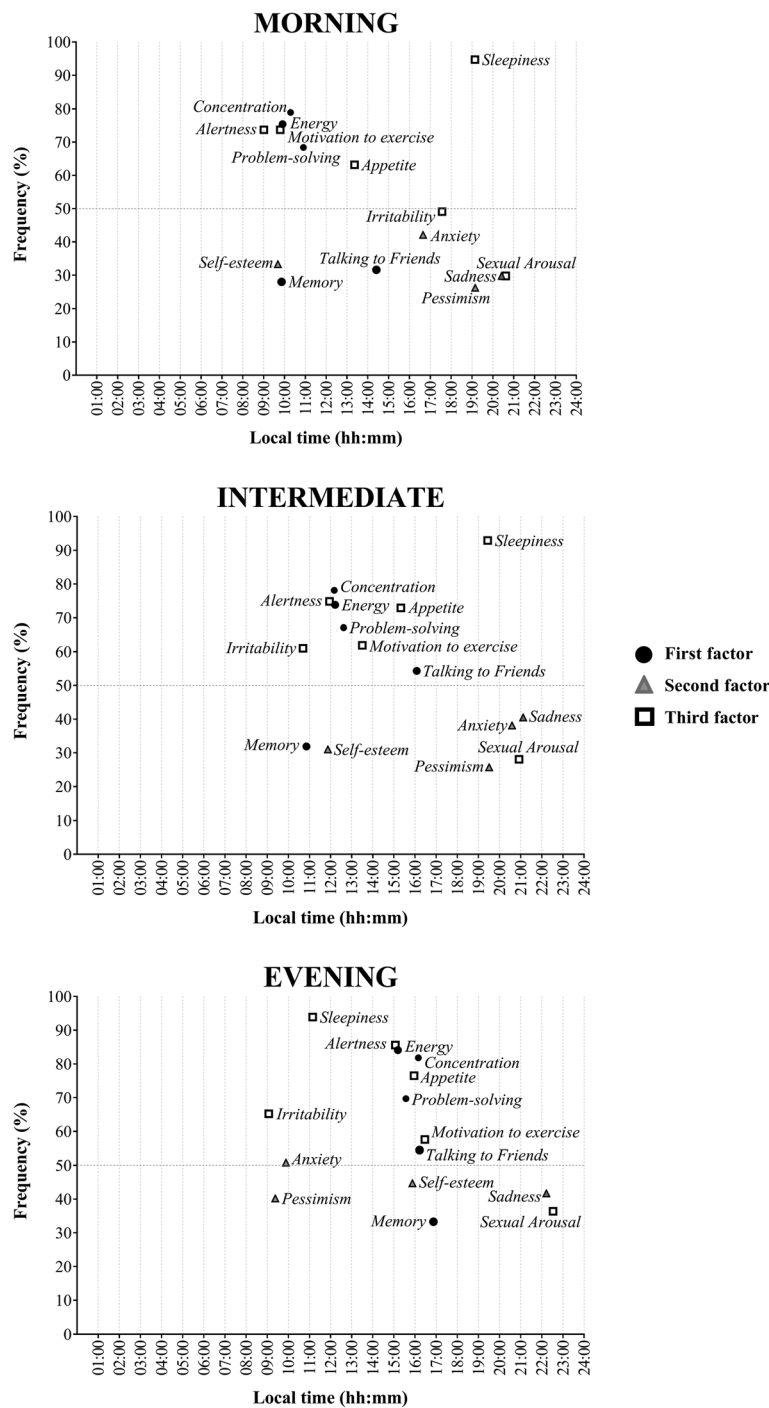 MORNING
Frequency (%)
100
90
80
70
60
50
40
30
20
10
0
Sleepiness
Concentration
Energy
Alertness
Motivation to exercise
Problem-solving
Appetite
Irritability
Anxiety
Talking to Friends
Self-esteem
Sexual Arousal
Sadness
Memory
Pessimism
01:00
02:00
03:00
04:00
05:00
06:00
07:00
08:00
09:00
10:00
11:00
12:00
13:00
14:00
15:00
16:00
17:00
18:00
19:00
20:00
21:00
22:00
23:00
24:00
Local time (hh:mm)
INTERMEDIATE
Frequency (%)
100
90
80
70
60
50
40
30
20
10
0
Sleepiness
Concentration
Alertness
Energy
Appetite
Problem-solving
Irritability
Motivation to exercise
Talking to Friends
Sadness
Anxiety
Memory
Self-esteem
Sexual Arousal
Pessimism
01:00
02:00
03:00
04:00
05:00
06:00
07:00
08:00
09:00
10:00
11:00
12:00
13:00
14:00
15:00
16:00
17:00
18:00
19:00
20:00
21:00
22:00
23:00
24:00
Local time (hh:mm)
First factor
Second factor
Third factor
EVENING
Frequency (%)
100
90
80
70
60
50
40
30
20
10
0
Sleepiness
Alertness
Energy
Concentration
Appetite
Problem-solving
Irritability
Motivation to exercise
Talking to Friends
Anxiety
Self-esteem
Pessimism
Sadness
Memory
Sexual Arousal
01:00
02:00
03:00
04:00
05:00
06:00
07:00
08:00
09:00
10:00
11:00
12:00
13:00
14:00
15:00
16:00
17:00
18:00
19:00
20:00
21:00
22:00
23:00
24:00
Local time (hh:mm)